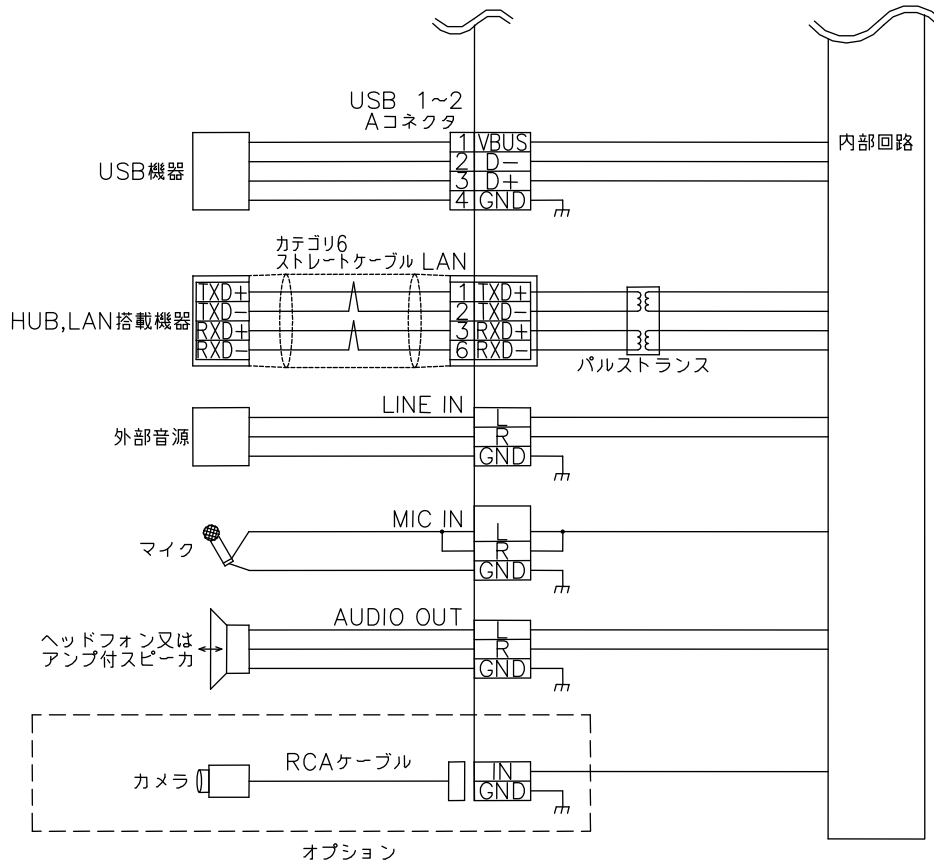 USB 1~2
Aコネクタ
USB機器
1 VBUS
2 D-
3 D+
4 GND
内部回路
カテゴリ6
ストレートケーブル LAN
HUB,LAN搭載機器
TXD+ 1 TXD+
TXD- 2 TXD-
RXD+ 3 RXD+
RXD- 6 RXD-
パルストランス
LINE IN
外部音源
L
R
GND
MIC IN
マイク
L
R
GND
AUDIO OUT
ヘッドフォン又は
アンプ付スピーカ
L
R
GND
RCAケーブル
カメラ
IN
GND
オプション